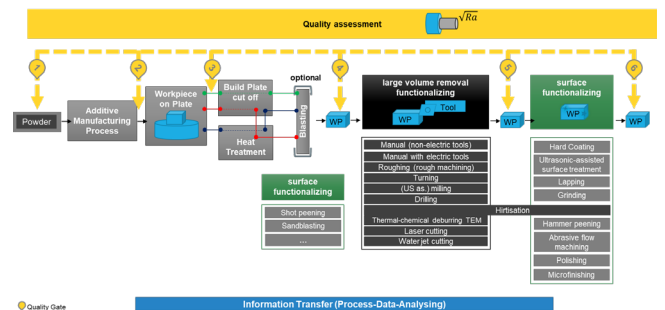 Quality assessment
√Ra
1
2
3
4
5
6
Powder
Additive
Manufacturing
Process
Workpiece
on Plate
Build Plate
cut off
Heat
Treatment
optional
Blasting
WP
large volume removal
functionalizing
WP
Tool
WP
surface
functionalizing
WP
WP
surface
functionalizing
Shot peening
Sandblasting
...
Manual (non-electric tools)
Manual with electric tools
Roughing (rough machining)
Turning
(US as.) milling
Drilling
Hirtisation
Thermal-chemical deburring TEM
Laser cutting
Waterjet cutting
Hard Coating
Ultrasonic-assisted
surface treatment
Lapping
Grinding
Hammer peening
Abrasive flow
machining
Polishing
Microfinishing
Quality Gate
Information Transfer (Process-Data-Analysing)